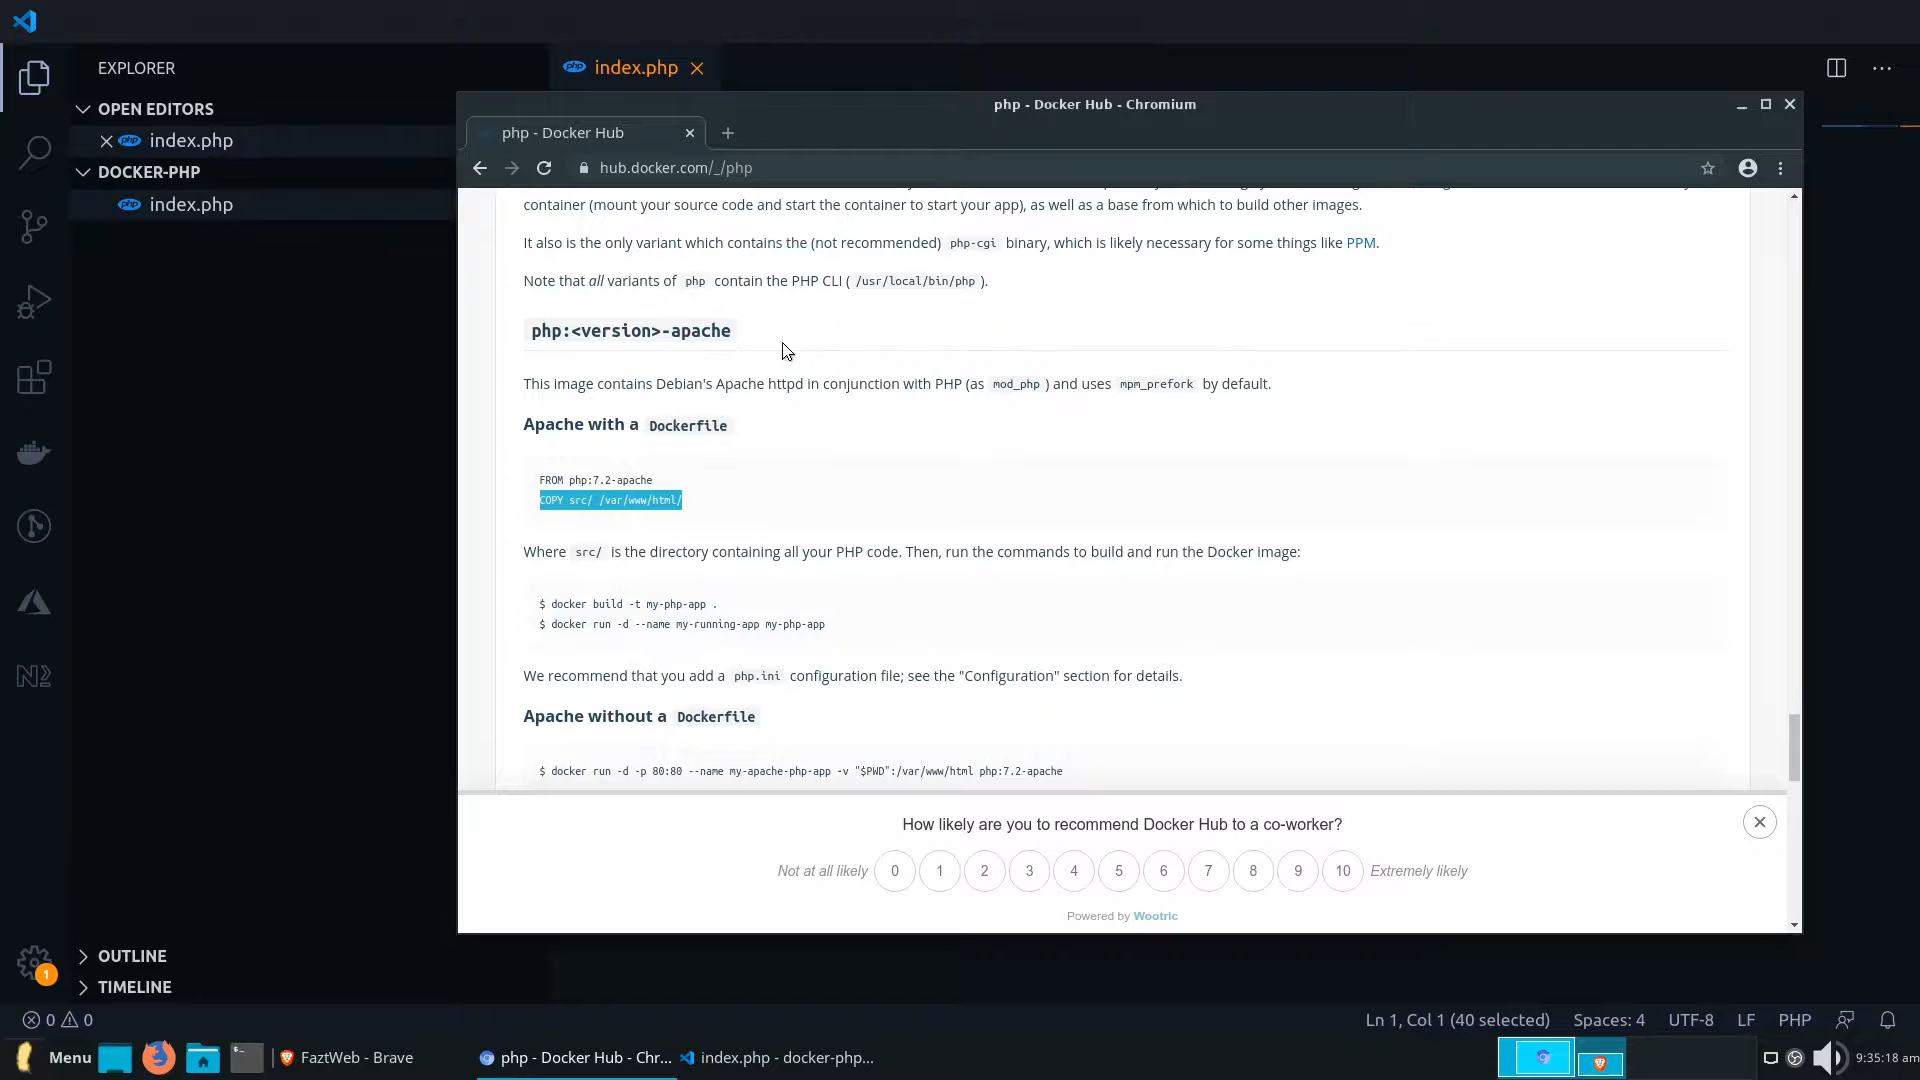 EXPLORER
index.php
OPEN EDITORS
index.php
DOCKER-PHP
index.php
php - Docker Hub - Chromium
php - Docker Hub
hub.docker.com/_/php
container (mount your source code and start the container to start your app), as well as a base from which to build other images.
It also is the only variant which contains the (not recommended) php-cgi binary, which is likely necessary for some things like PPM.
Note that all variants of php contain the PHP CLI ( /usr/local/bin/php ).
php:<version>-apache
This image contains Debian's Apache httpd in conjunction with PHP (as mod_php ) and uses mpm_prefork by default.
Apache with a Dockerfile
FROM php:7.2-apache
COPY src/ /var/www/html/
Where src/ is the directory containing all your PHP code. Then, run the commands to build and run the Docker image:
$ docker build -t my-php-app .
$ docker run -d --name my-running-app my-php-app
We recommend that you add a php.ini configuration file; see the "Configuration" section for details.
Apache without a Dockerfile
$ docker run -d -p 80:80 --name my-apache-php-app -v "$PWD":/var/www/html php:7.2-apache
How likely are you to recommend Docker Hub to a co-worker?
Not at all likely 0 1 2 3 4 5 6 7 8 9 10 Extremely likely
Powered by Wootric
OUTLINE
TIMELINE
1
0 0
Ln 1, Col 1 (40 selected) Spaces: 4 UTF-8 LF PHP
Menu FaztWeb - Brave php - Docker Hub - Chr... index.php - docker-php... 9:35:18 am